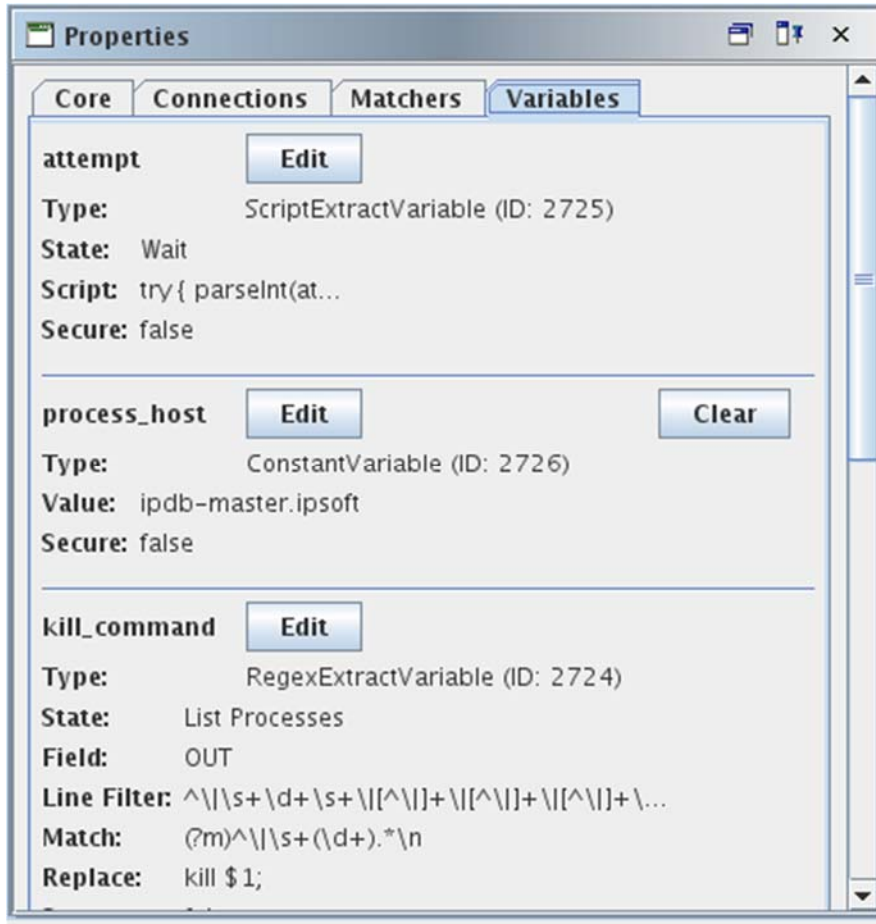 Properties
Core Connections Matchers Variables
attempt Edit
Type: ScriptExtractVariable (ID: 2725)
State: Wait
Script: try { parseInt(at...
Secure: false
process_host Edit Clear
Type: ConstantVariable (ID: 2726)
Value: ipdb-master.ipsoft
Secure: false
kill_command Edit
Type: RegexExtractVariable (ID: 2724)
State: List Processes
Field: OUT
Line Filter: ^\|\s+\d+\s+\|[^\|]+\|[^\|]+\|[^\|]+\...
Match: (?m)^\|\s+(\d+).*\n
Replace: kill $1;